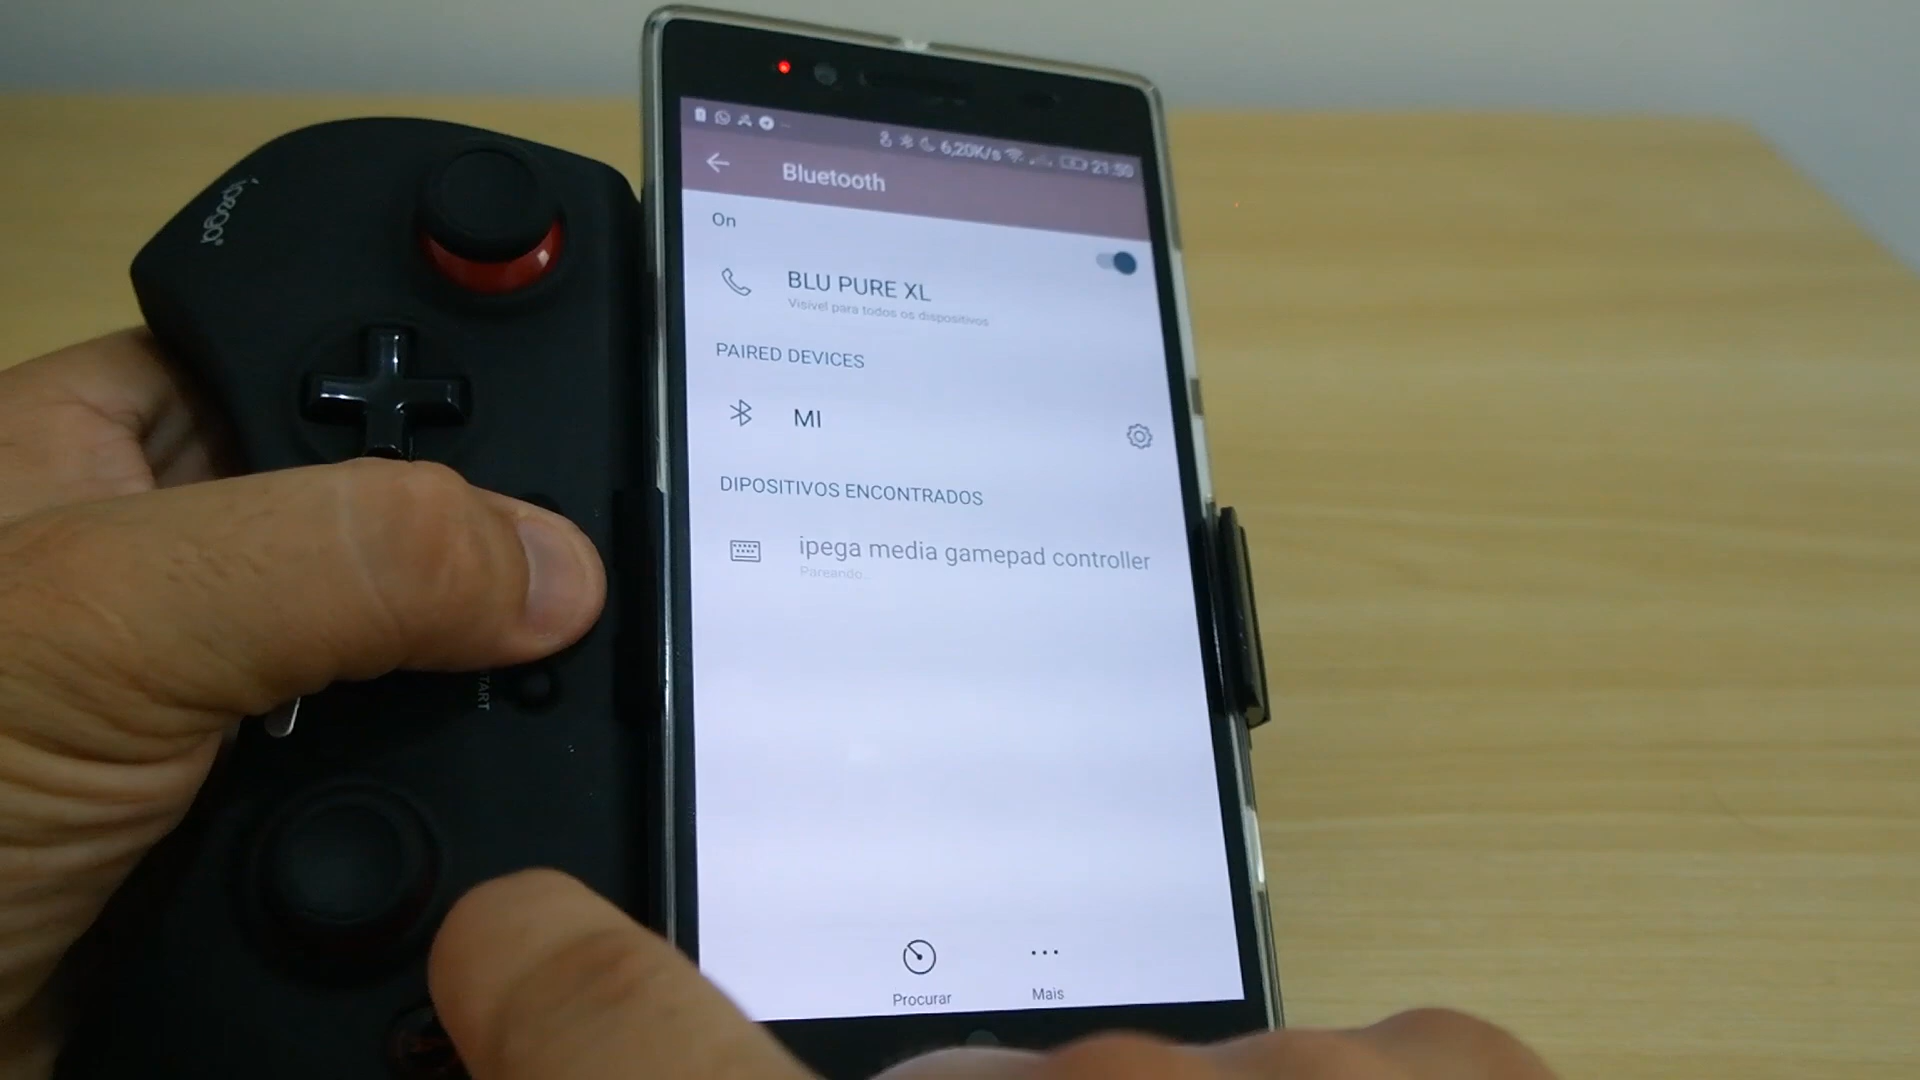 ipega
6,20K/s
21:50
Bluetooth
On
BLU PURE XL
Visível para todos os dispositivos
PAIRED DEVICES
MI
DIPOSITIVOS ENCONTRADOS
ipega media gamepad controller
Pareando...
TART
Procurar
Mais